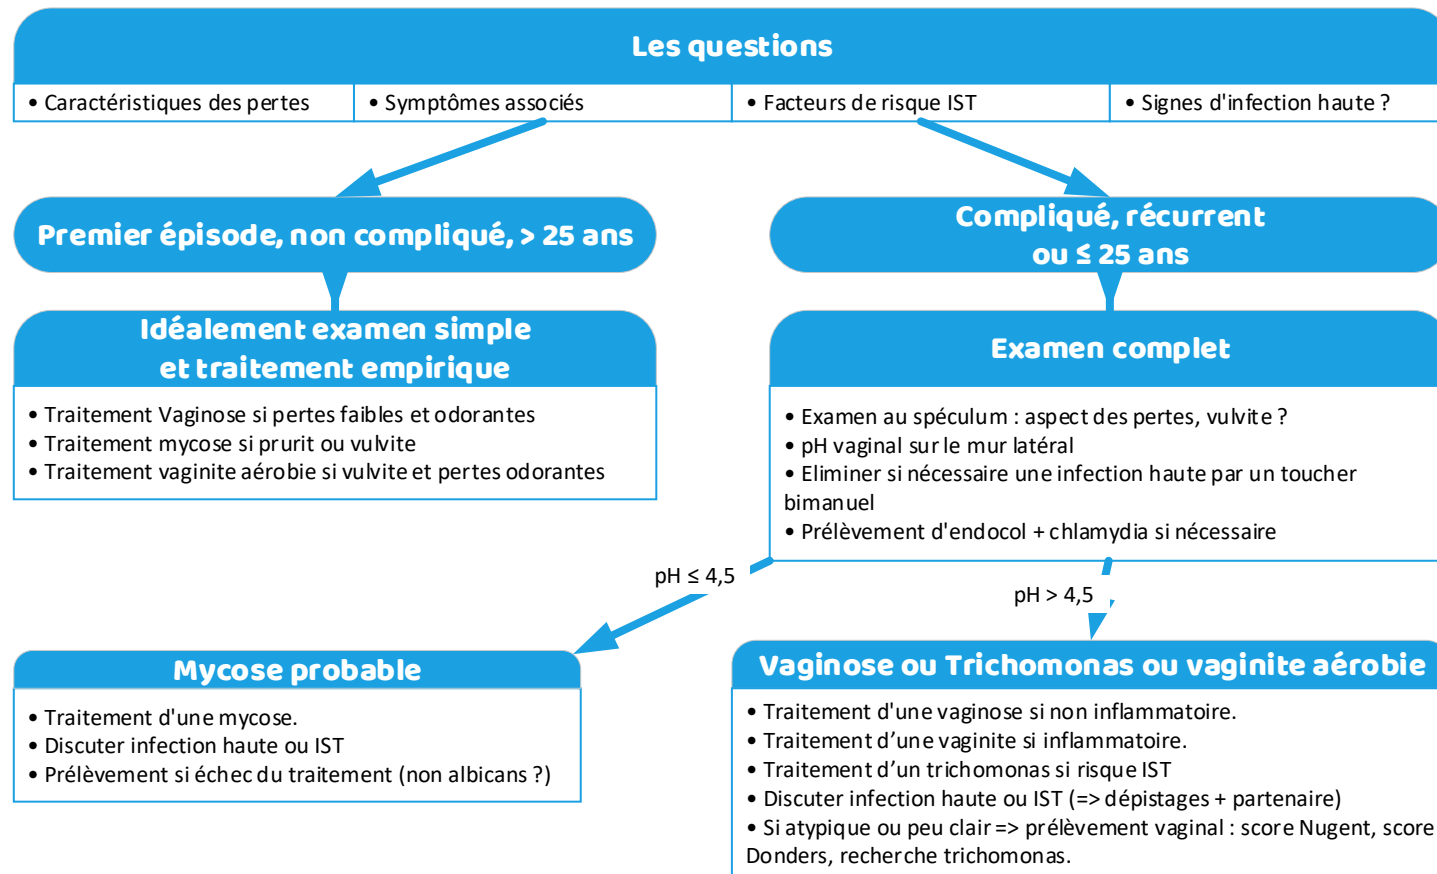 Les questions
• Caractéristiques des pertes
• Symptômes associés
• Facteurs de risque IST
• Signes d'infection haute ?
Premier épisode, non compliqué, > 25 ans
Compliqué, récurrent
ou ≤ 25 ans
Idéalement examen simple
et traitement empirique
• Traitement Vaginose si pertes faibles et odorantes
• Traitement mycose si prurit ou vulvite
• Traitement vaginite aérobie si vulvite et pertes odorantes
Examen complet
• Examen au spéculum : aspect des pertes, vulvite ?
• pH vaginal sur le mur latéral
• Eliminer si nécessaire une infection haute par un toucher
bimanuel
• Prélèvement d'endocol + chlamydia si nécessaire
pH ≤ 4,5
pH > 4,5
Mycose probable
• Traitement d'une mycose.
• Discuter infection haute ou IST
• Prélèvement si échec du traitement (non albicans ?)
Vaginose ou Trichomonas ou vaginite aérobie
• Traitement d'une vaginose si non inflammatoire.
• Traitement d’une vaginite si inflammatoire.
• Traitement d’un trichomonas si risque IST
• Discuter infection haute ou IST (=> dépistages + partenaire)
• Si atypique ou peu clair => prélèvement vaginal : score Nugent, score
Donders, recherche trichomonas.